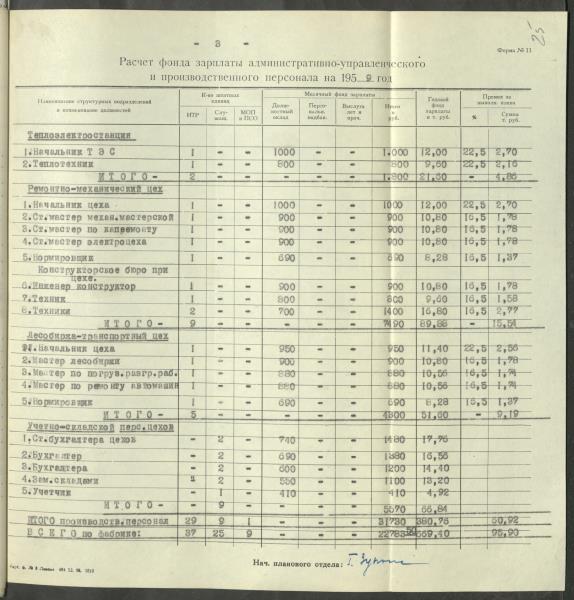 25
- 3 -
Форма № 11
Расчет фонда зарплаты административно-управленческого
и производственного персонала на 1959 год
Наименование структурных подразделений и наименование должностей | К-во штатных единиц: ИТР | Служащ. | МОП и ПСО | Месячный фонд зарплаты: Должностной оклад | Персон. надбав. | Выслуга лет и проч. | Итого руб. | Годовой фонд зарплаты в т. руб. | Премия за выполн. плана: % | Сумма т. руб.
Теплоэлектростанция
1.Начальник ТЭС 1 - - 1000 - - 1.000 12,00 22,5 2,70
2.Теплотехник 1 - - 800 - - 800 9,60 22,5 2,16
ИТОГО- 2 - - - - - 1.800 21,60 - 4,86
Ремонтно-механический цех
1.Начальник цеха 1 - - 1000 - - 1000 12,00 22,5 2,70
2.Ст.мастер механ.мастерской 1 - - 900 - - 900 10,80 16,5 1,78
3.Ст.мастер по капремонту 1 - - 900 - - 900 10,80 16,5 1,78
4.Ст.мастер электроцеха 1 - - 900 - - 900 10,80 16,5 1,78
5.Нормировщик 1 - - 690 - - 690 8,28 16,5 1,37
Конструкторское бюро при
цехе.
6.Инженер конструктор 1 - - 900 - - 900 10,80 16,5 1,78
7.Техник 1 - - 800 - - 800 9,60 16,5 1,58
8.Техники 2 - - 700 - - 1400 16,80 16,5 2,77
ИТОГО- 9 - - - - - 7490 89,88 - 15,54
Лесобиржа-транспортный цех
1.Начальник цеха 1 - - 950 - - 950 11,40 22,5 2,56
2.Мастер лесобиржи 1 - - 900 - - 900 10,80 16,5 1,78
3.Мастер по погруз.разгр.раб. 1 - - 880 - - 880 10,56 16,5 1,74
4.Мастер по ремонту автомашин 1 - - 880 - - 880 10,56 16,5 1,74
5.Нормировщик 1 - - 690 - - 690 8,28 16,5 1,37
ИТОГО- 5 - - - - - 4300 51,60 - 9,19
Учетно-складской перс.цехов
1.Ст.бухгалтера цехов - 2 - 740 - - 1480 17,76
2.Бухгалтер - 2 - 690 - - 1380 16,56
3.Бухгалтера - 2 - 600 - - 1200 14,40
4.Зав.складами - 2 - 550 - - 1100 13,20
5.Учетчик - 1 - 410 - - 410 4,92
ИТОГО- - 9 - - - - 5570 66,84
ИТОГО производств.персонал 29 9 1 - - - 31730 380,76 50,92
ВСЕГО по фабрике: 37 25 9 - - - 95,90
Нач. планового отдела: